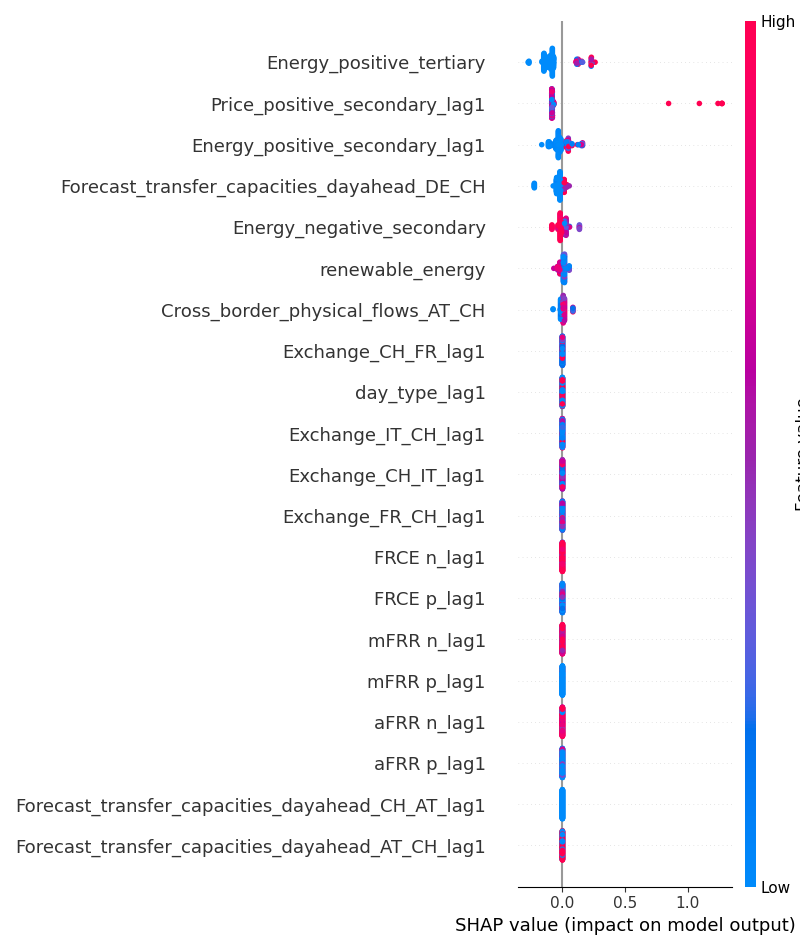 High
Energy_positive_tertiary
Price_positive_secondary_lag1
Energy_positive_secondary_lag1
Forecast_transfer_capacities_dayahead_DE_CH
Energy_negative_secondary
renewable_energy
Cross_border_physical_flows_AT_CH
Exchange_CH_FR_lag1
day_type_lag1
Exchange_IT_CH_lag1
Exchange_CH_IT_lag1
Exchange_FR_CH_lag1
FRCE n_lag1
FRCE p_lag1
mFRR n_lag1
mFRR p_lag1
aFRR n_lag1
aFRR p_lag1
Forecast_transfer_capacities_dayahead_CH_AT_lag1
Forecast_transfer_capacities_dayahead_AT_CH_lag1
Feature value
Low
0.0 0.5 1.0
SHAP value (impact on model output)